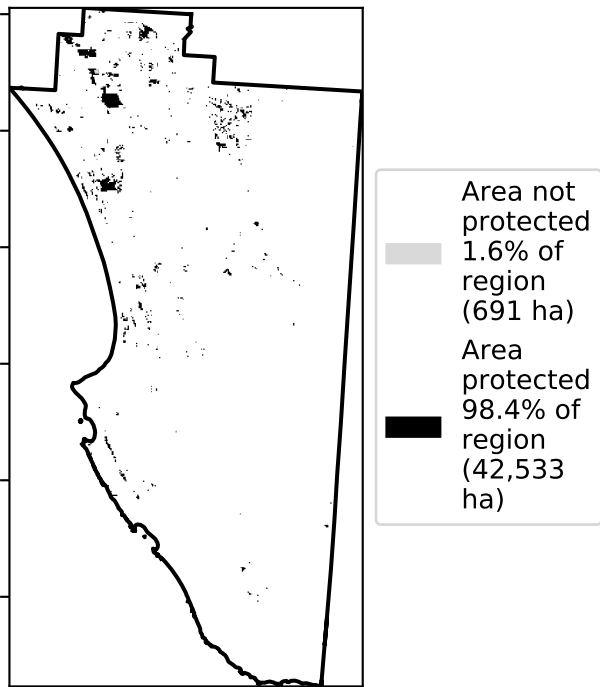 Area not
protected
1.6% of
region
(691 ha)
Area
protected
98.4% of
region
(42,533
ha)